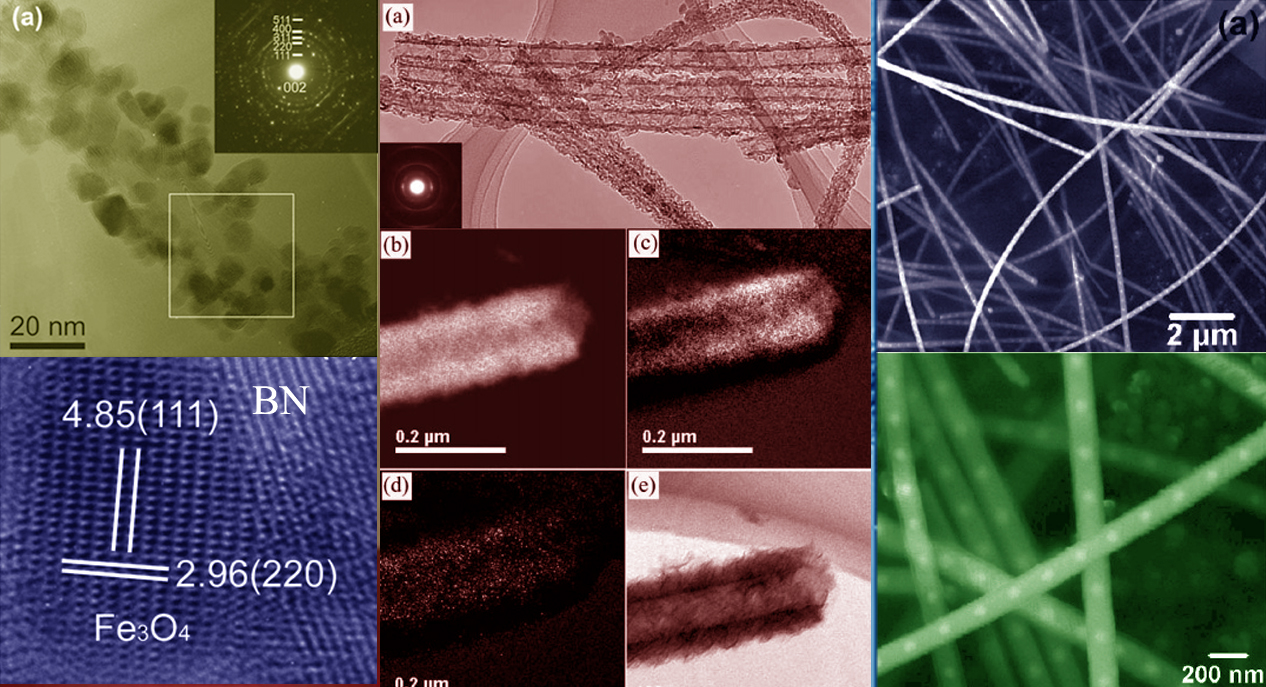 (a)
511
400
311
220
111
002
20 nm
4.85(111)
BN
2.96(220)
Fe3O4
(a)
(b)
(c)
0.2 µm
0.2 µm
(d)
(e)
0.2 µm
(a)
2 µm
200 nm